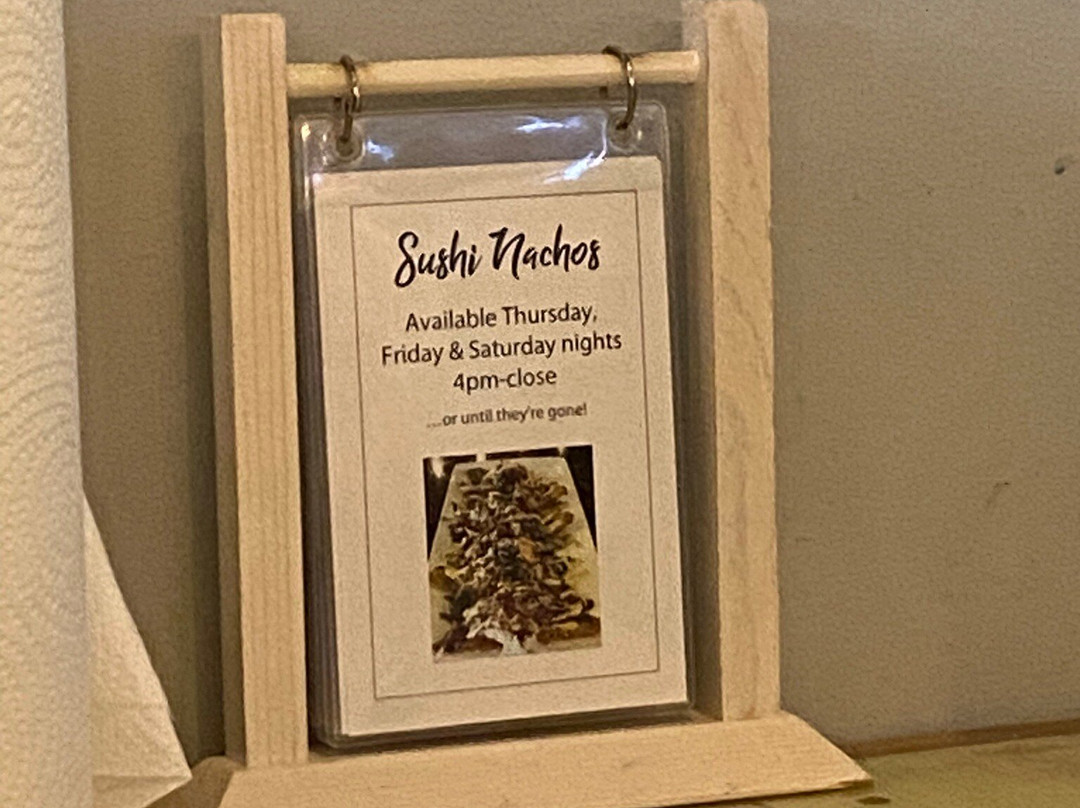 Sushi Nachos
Available Thursday,
Friday & Saturday nights
4pm-close
...or until they're gone!